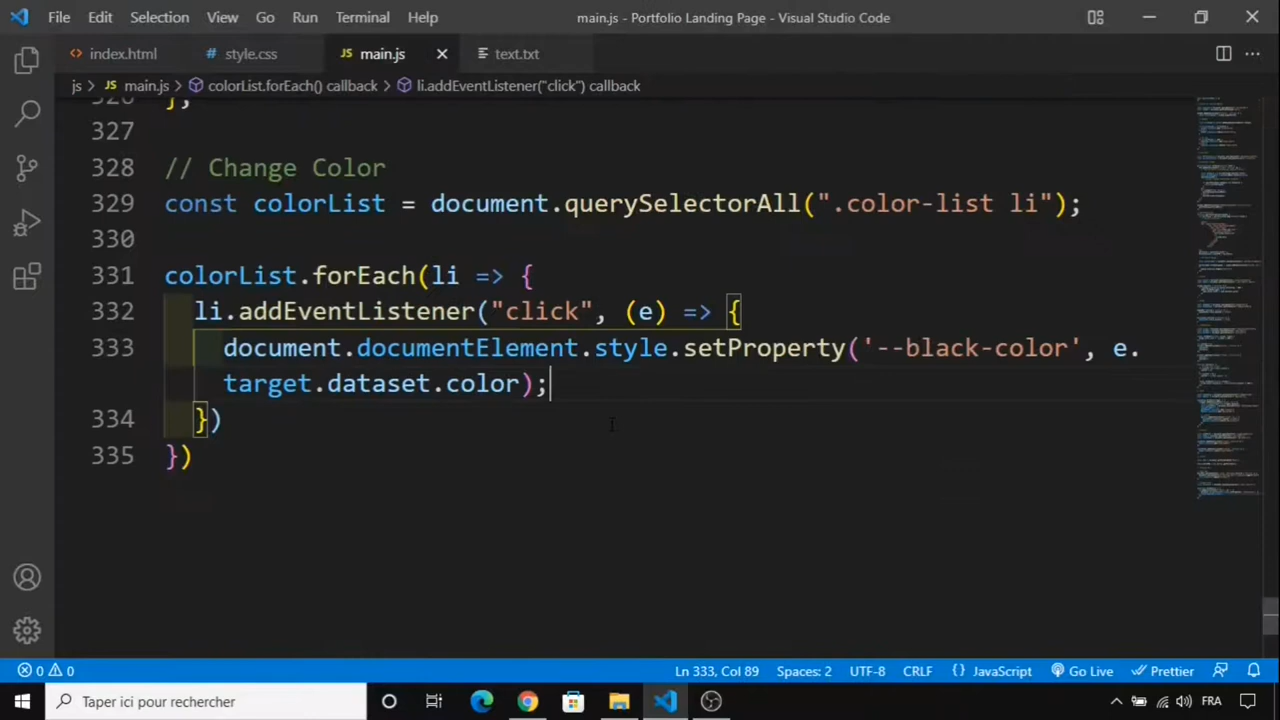 File Edit Selection View Go Run Terminal Help main.js - Portfolio Landing Page - Visual Studio Code
index.html # style.css JS main.js text.txt
js > JS main.js > colorList.forEach() callback > li.addEventListener("click") callback
326 ];
327
328 // Change Color
329 const colorList = document.querySelectorAll(".color-list li");
330
331 colorList.forEach(li => {
332 li.addEventListener("click", (e) => {
333 document.documentElement.style.setProperty('--black-color', e.
target.dataset.color);
334 })
335 })
0 0 Ln 333, Col 89 Spaces: 2 UTF-8 CRLF {} JavaScript Go Live Prettier
Taper ici pour rechercher FRA